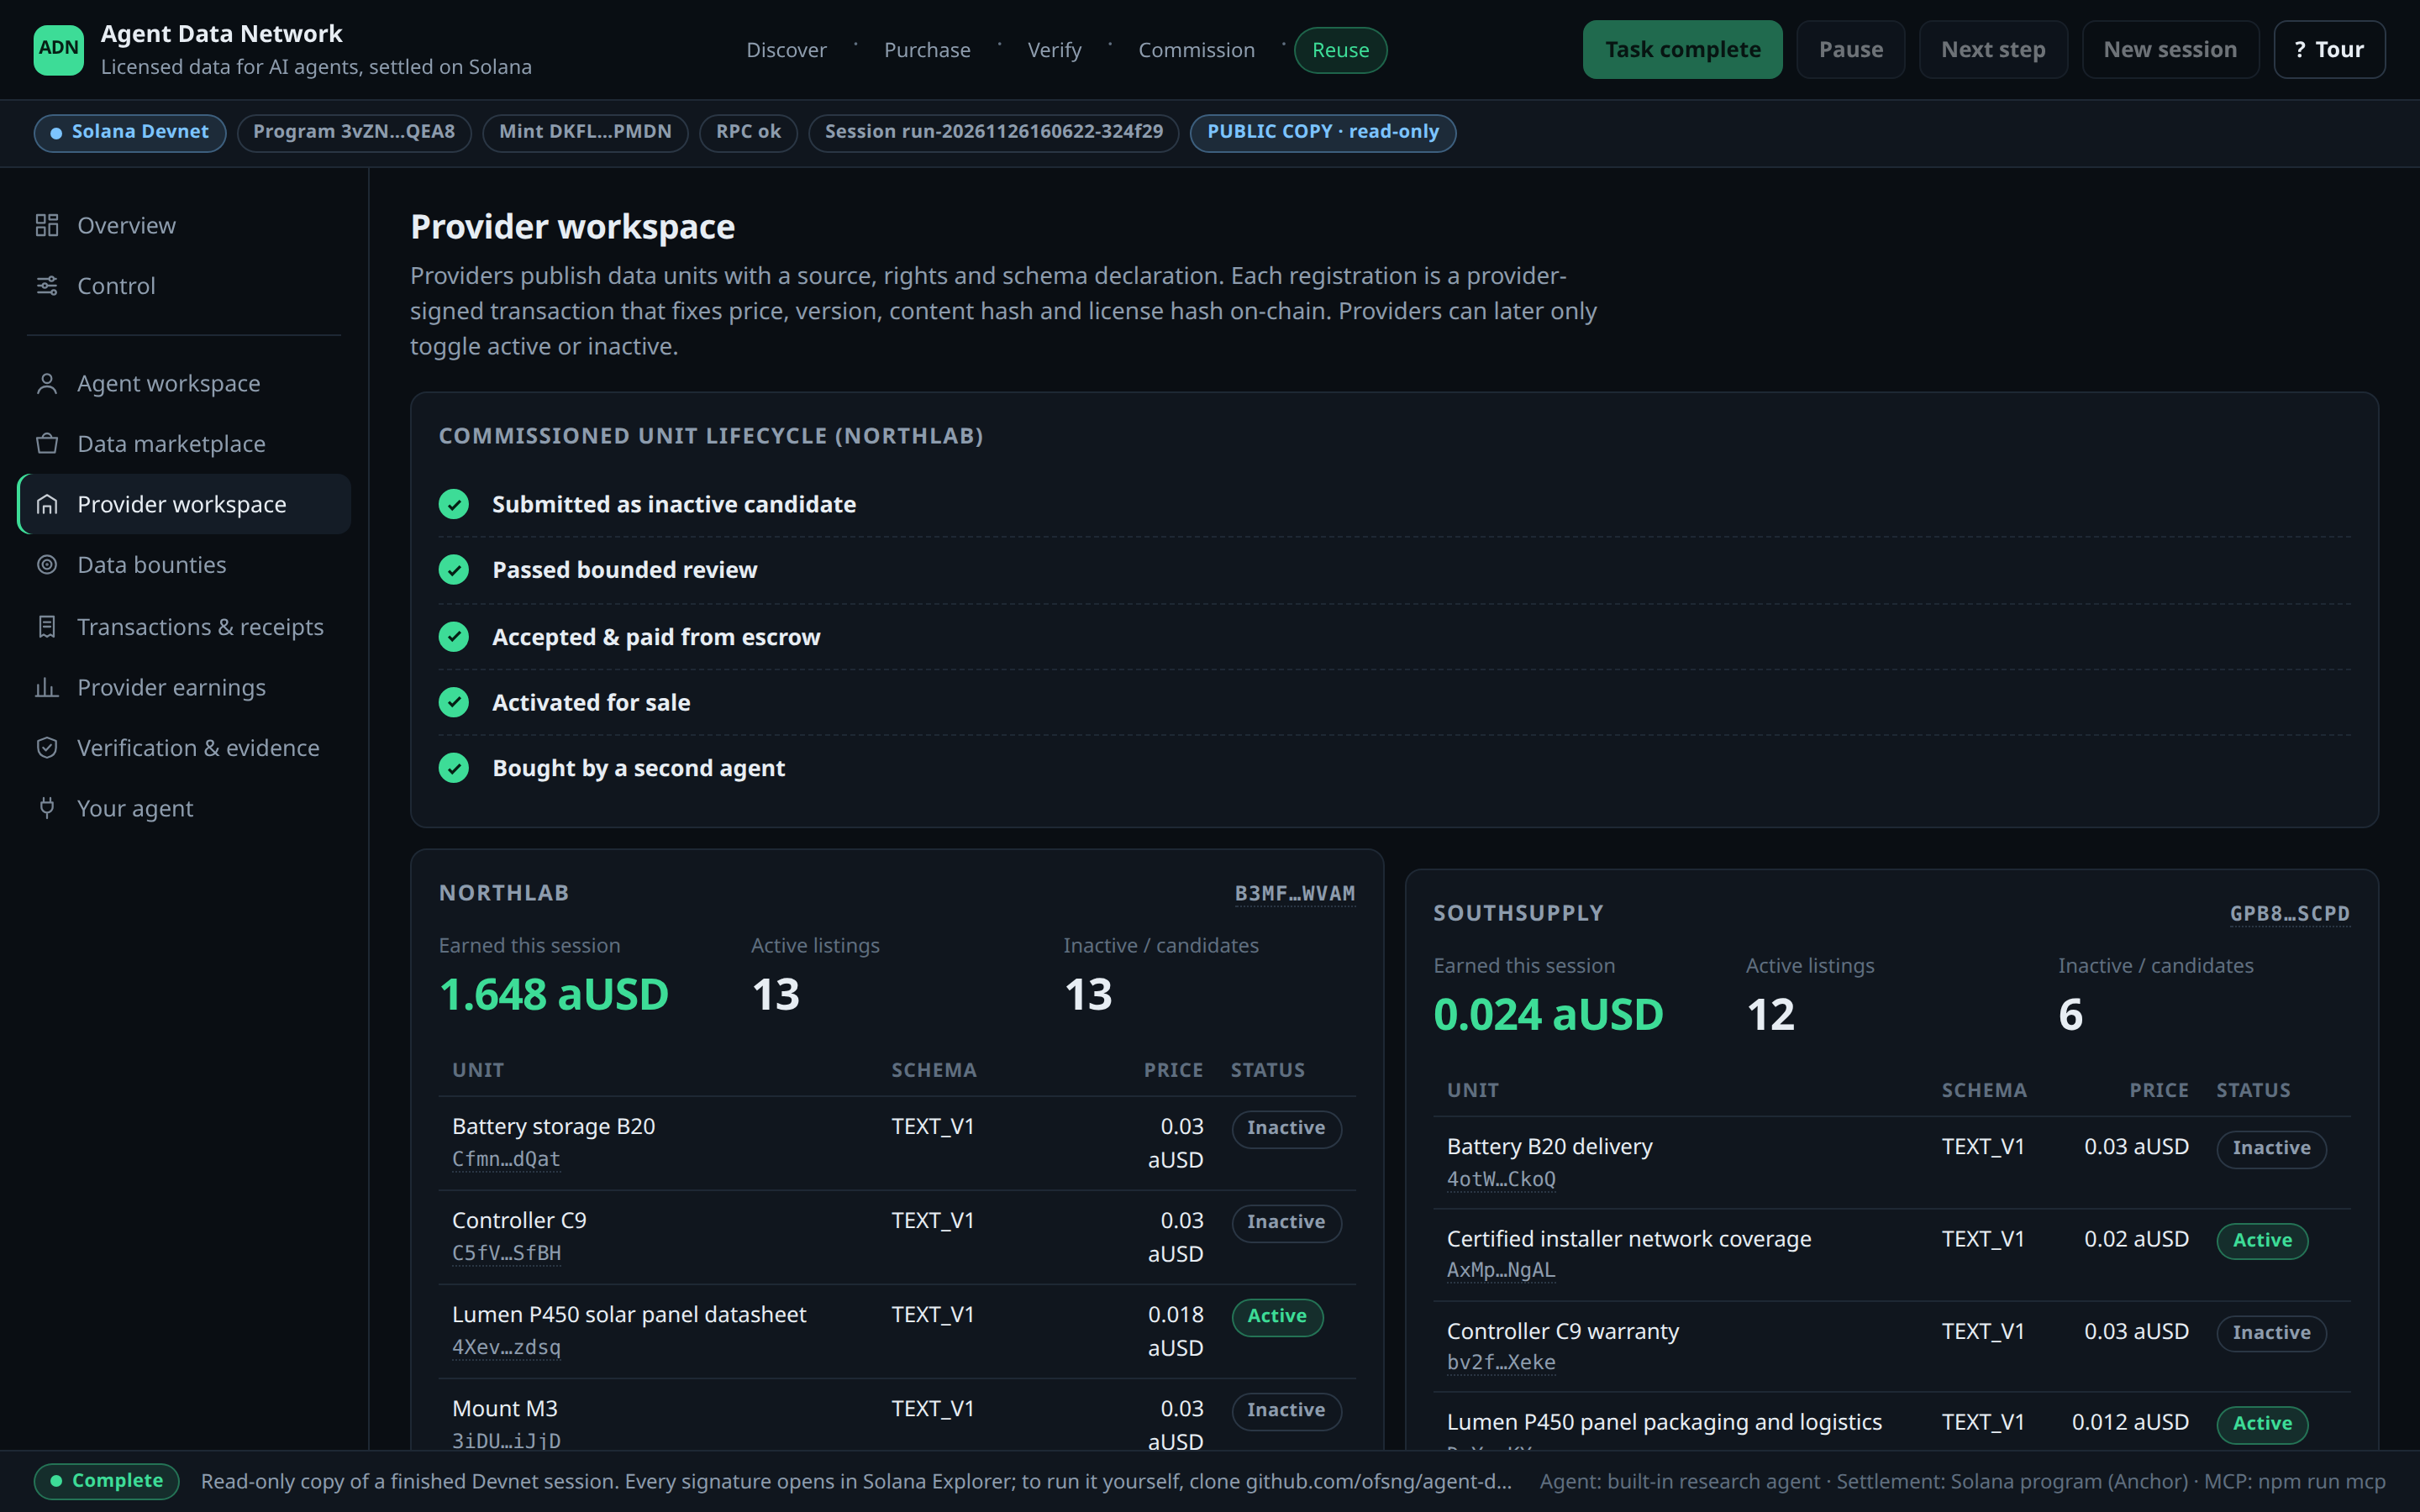 ADN
Agent Data Network
Licensed data for AI agents, settled on Solana
Discover · Purchase · Verify · Commission · Reuse
Task complete
Pause
Next step
New session
? Tour
Solana Devnet
Program 3vZN…QEA8
Mint DKFL…PMDN
RPC ok
Session run-20261126160622-324f29
PUBLIC COPY · read-only
Overview
Control
Agent workspace
Data marketplace
Provider workspace
Data bounties
Transactions & receipts
Provider earnings
Verification & evidence
Your agent
Provider workspace
Providers publish data units with a source, rights and schema declaration. Each registration is a provider-
signed transaction that fixes price, version, content hash and license hash on-chain. Providers can later only
toggle active or inactive.
COMMISSIONED UNIT LIFECYCLE (NORTHLAB)
Submitted as inactive candidate
Passed bounded review
Accepted & paid from escrow
Activated for sale
Bought by a second agent
NORTHLAB B3MF…WVAM
Earned this session Active listings Inactive / candidates
1.648 aUSD 13 13
UNIT SCHEMA PRICE STATUS
Battery storage B20 TEXT_V1 0.03 Inactive
Cfmn…dQat aUSD
Controller C9 TEXT_V1 0.03 Inactive
C5fV…SfBH aUSD
Lumen P450 solar panel datasheet TEXT_V1 0.018 Active
4Xev…zdsq aUSD
Mount M3 TEXT_V1 0.03 Inactive
3iDU…iJjD aUSD
SOUTHSUPPLY GPB8…SCPD
Earned this session Active listings Inactive / candidates
0.024 aUSD 12 6
UNIT SCHEMA PRICE STATUS
Battery B20 delivery TEXT_V1 0.03 aUSD Inactive
4otW…CkoQ
Certified installer network coverage TEXT_V1 0.02 aUSD Active
AxMp…NgAL
Controller C9 warranty TEXT_V1 0.03 aUSD Inactive
bv2f…Xeke
Lumen P450 panel packaging and logistics TEXT_V1 0.012 aUSD Active
Complete
Read-only copy of a finished Devnet session. Every signature opens in Solana Explorer; to run it yourself, clone github.com/ofsng/agent-d…
Agent: built-in research agent · Settlement: Solana program (Anchor) · MCP: npm run mcp